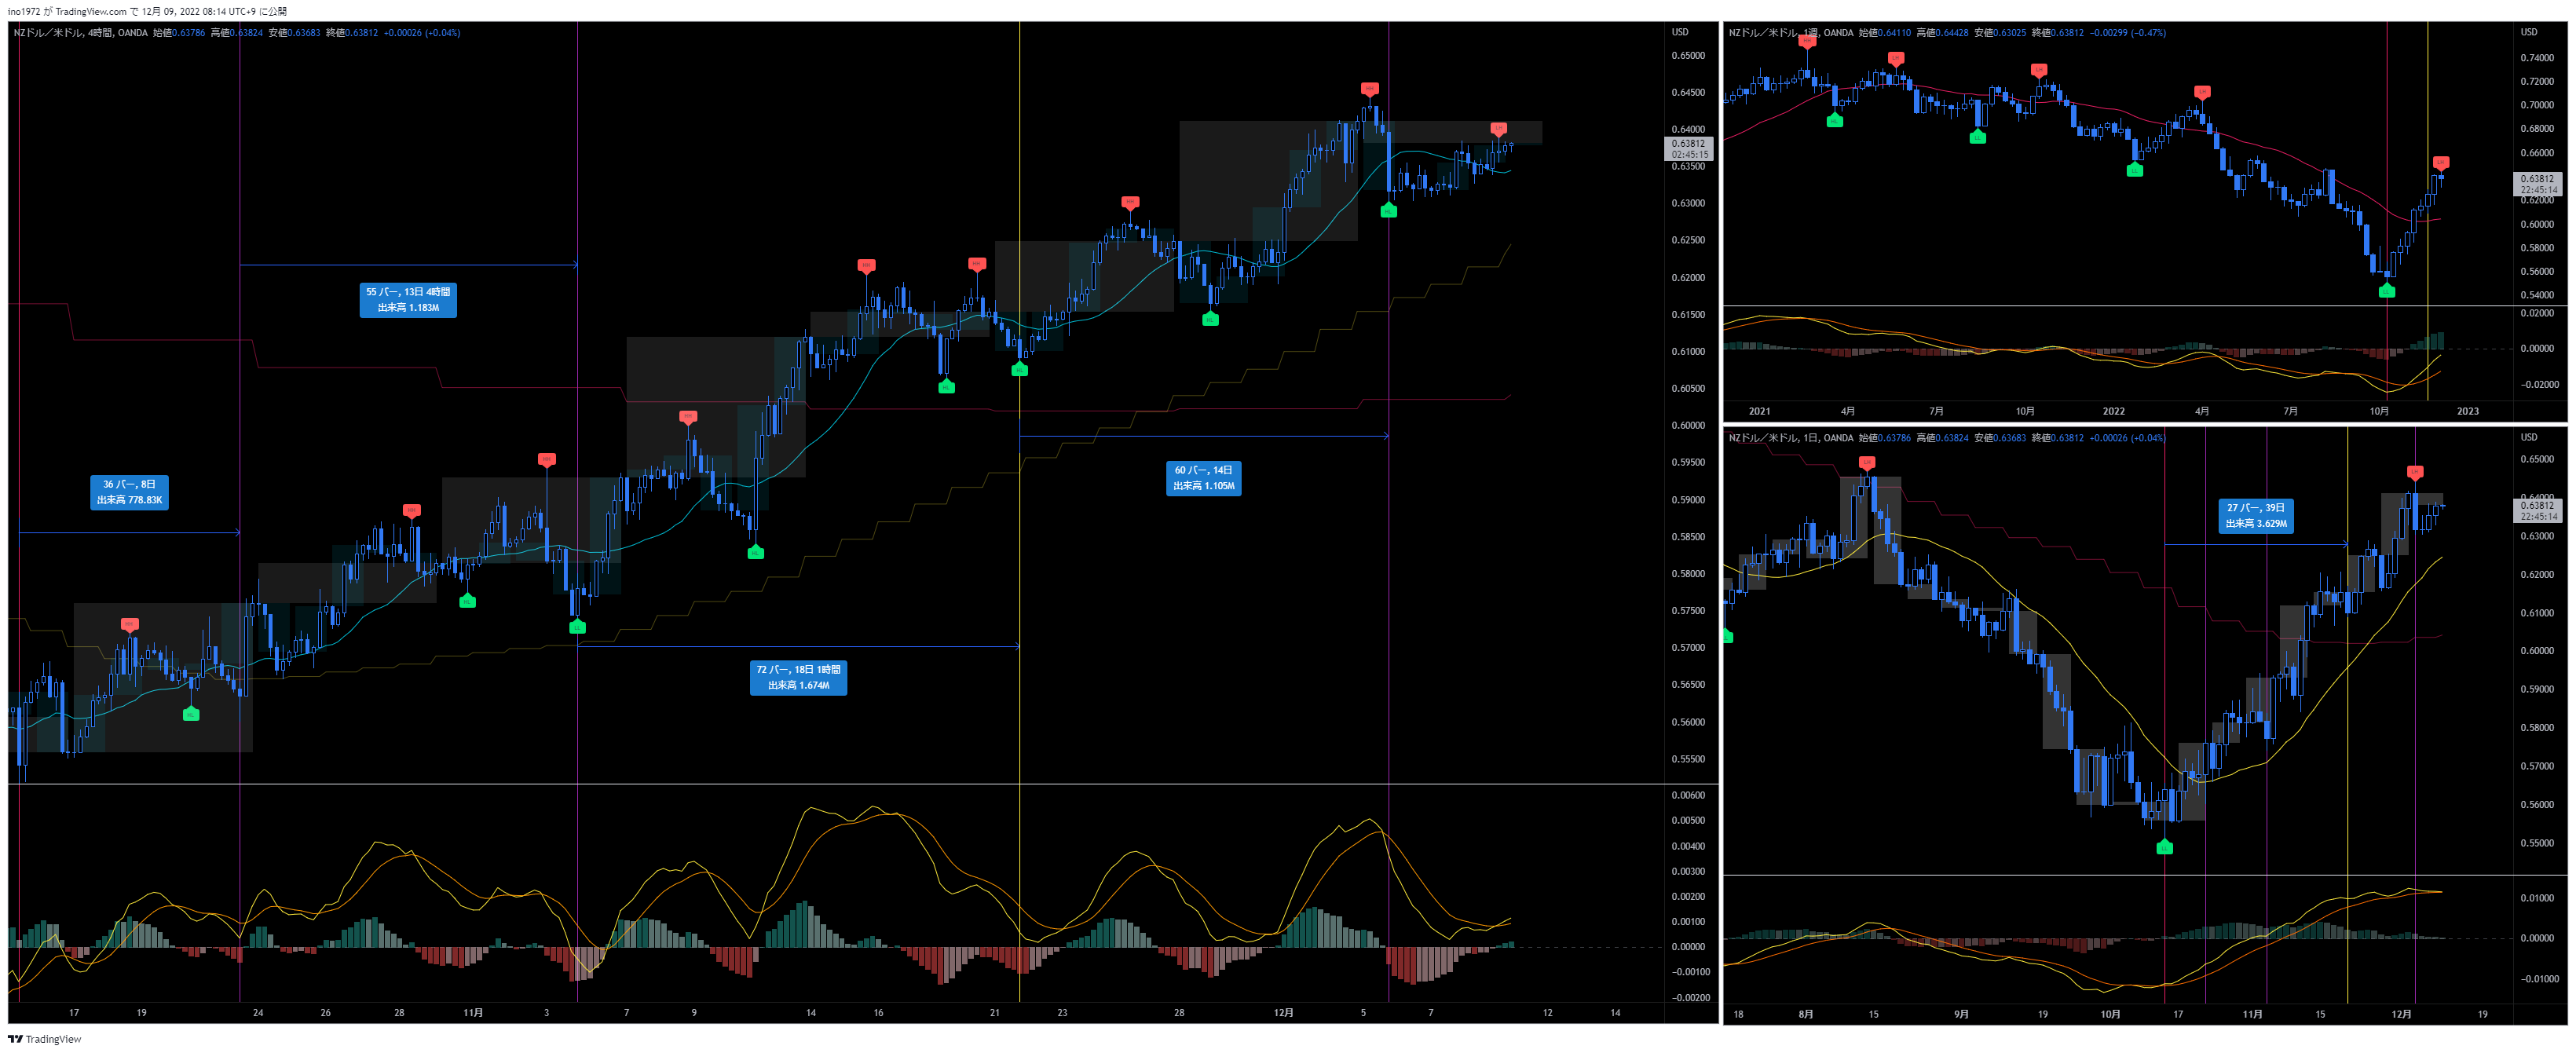 ino1972 が TradingView.com で 12月 09, 2022 08:14 UTC+9 に公開
NZドル／米ドル, 4時間, OANDA 始値0.63786 高値0.63824 安値0.63683 終値0.63812 +0.00026 (+0.04%)
USD
0.65000
0.64500
0.64000
0.63812
02:45:15
0.63500
0.63000
0.62500
0.62000
0.61500
0.61000
0.60500
0.60000
0.59500
0.59000
0.58500
0.58000
0.57500
0.57000
0.56500
0.56000
0.55500
55 バー, 13日 4時間
出来高 1.183M
36 バー, 8日
出来高 778.83K
60 バー, 14日
出来高 1.105M
72 バー, 18日 1時間
出来高 1.674M
0.00600
0.00500
0.00400
0.00300
0.00200
0.00100
0.00000
−0.00100
−0.00200
17 19 24 26 28 11月 3 7 9 14 16 21 23 28 12月 5 7 12 14
NZドル／米ドル, 1週, OANDA 始値0.64110 高値0.64428 安値0.63025 終値0.63812 −0.00299 (−0.47%)
USD
0.74000
0.72000
0.70000
0.68000
0.66000
0.63812
22:45:14
0.62000
0.60000
0.58000
0.56000
0.54000
0.02000
0.00000
−0.02000
2021 4月 7月 10月 2022 4月 7月 10月 2023
NZドル／米ドル, 1日, OANDA 始値0.63786 高値0.63824 安値0.63683 終値0.63812 +0.00026 (+0.04%)
USD
0.65000
0.64000
0.63812
22:45:14
0.63000
0.62000
0.61000
0.60000
0.59000
0.58000
0.57000
0.56000
0.55000
27 バー, 39日
出来高 3.629M
0.01000
0.00000
−0.01000
18 8月 15 9月 19 10月 17 11月 15 12月 19
TradingView